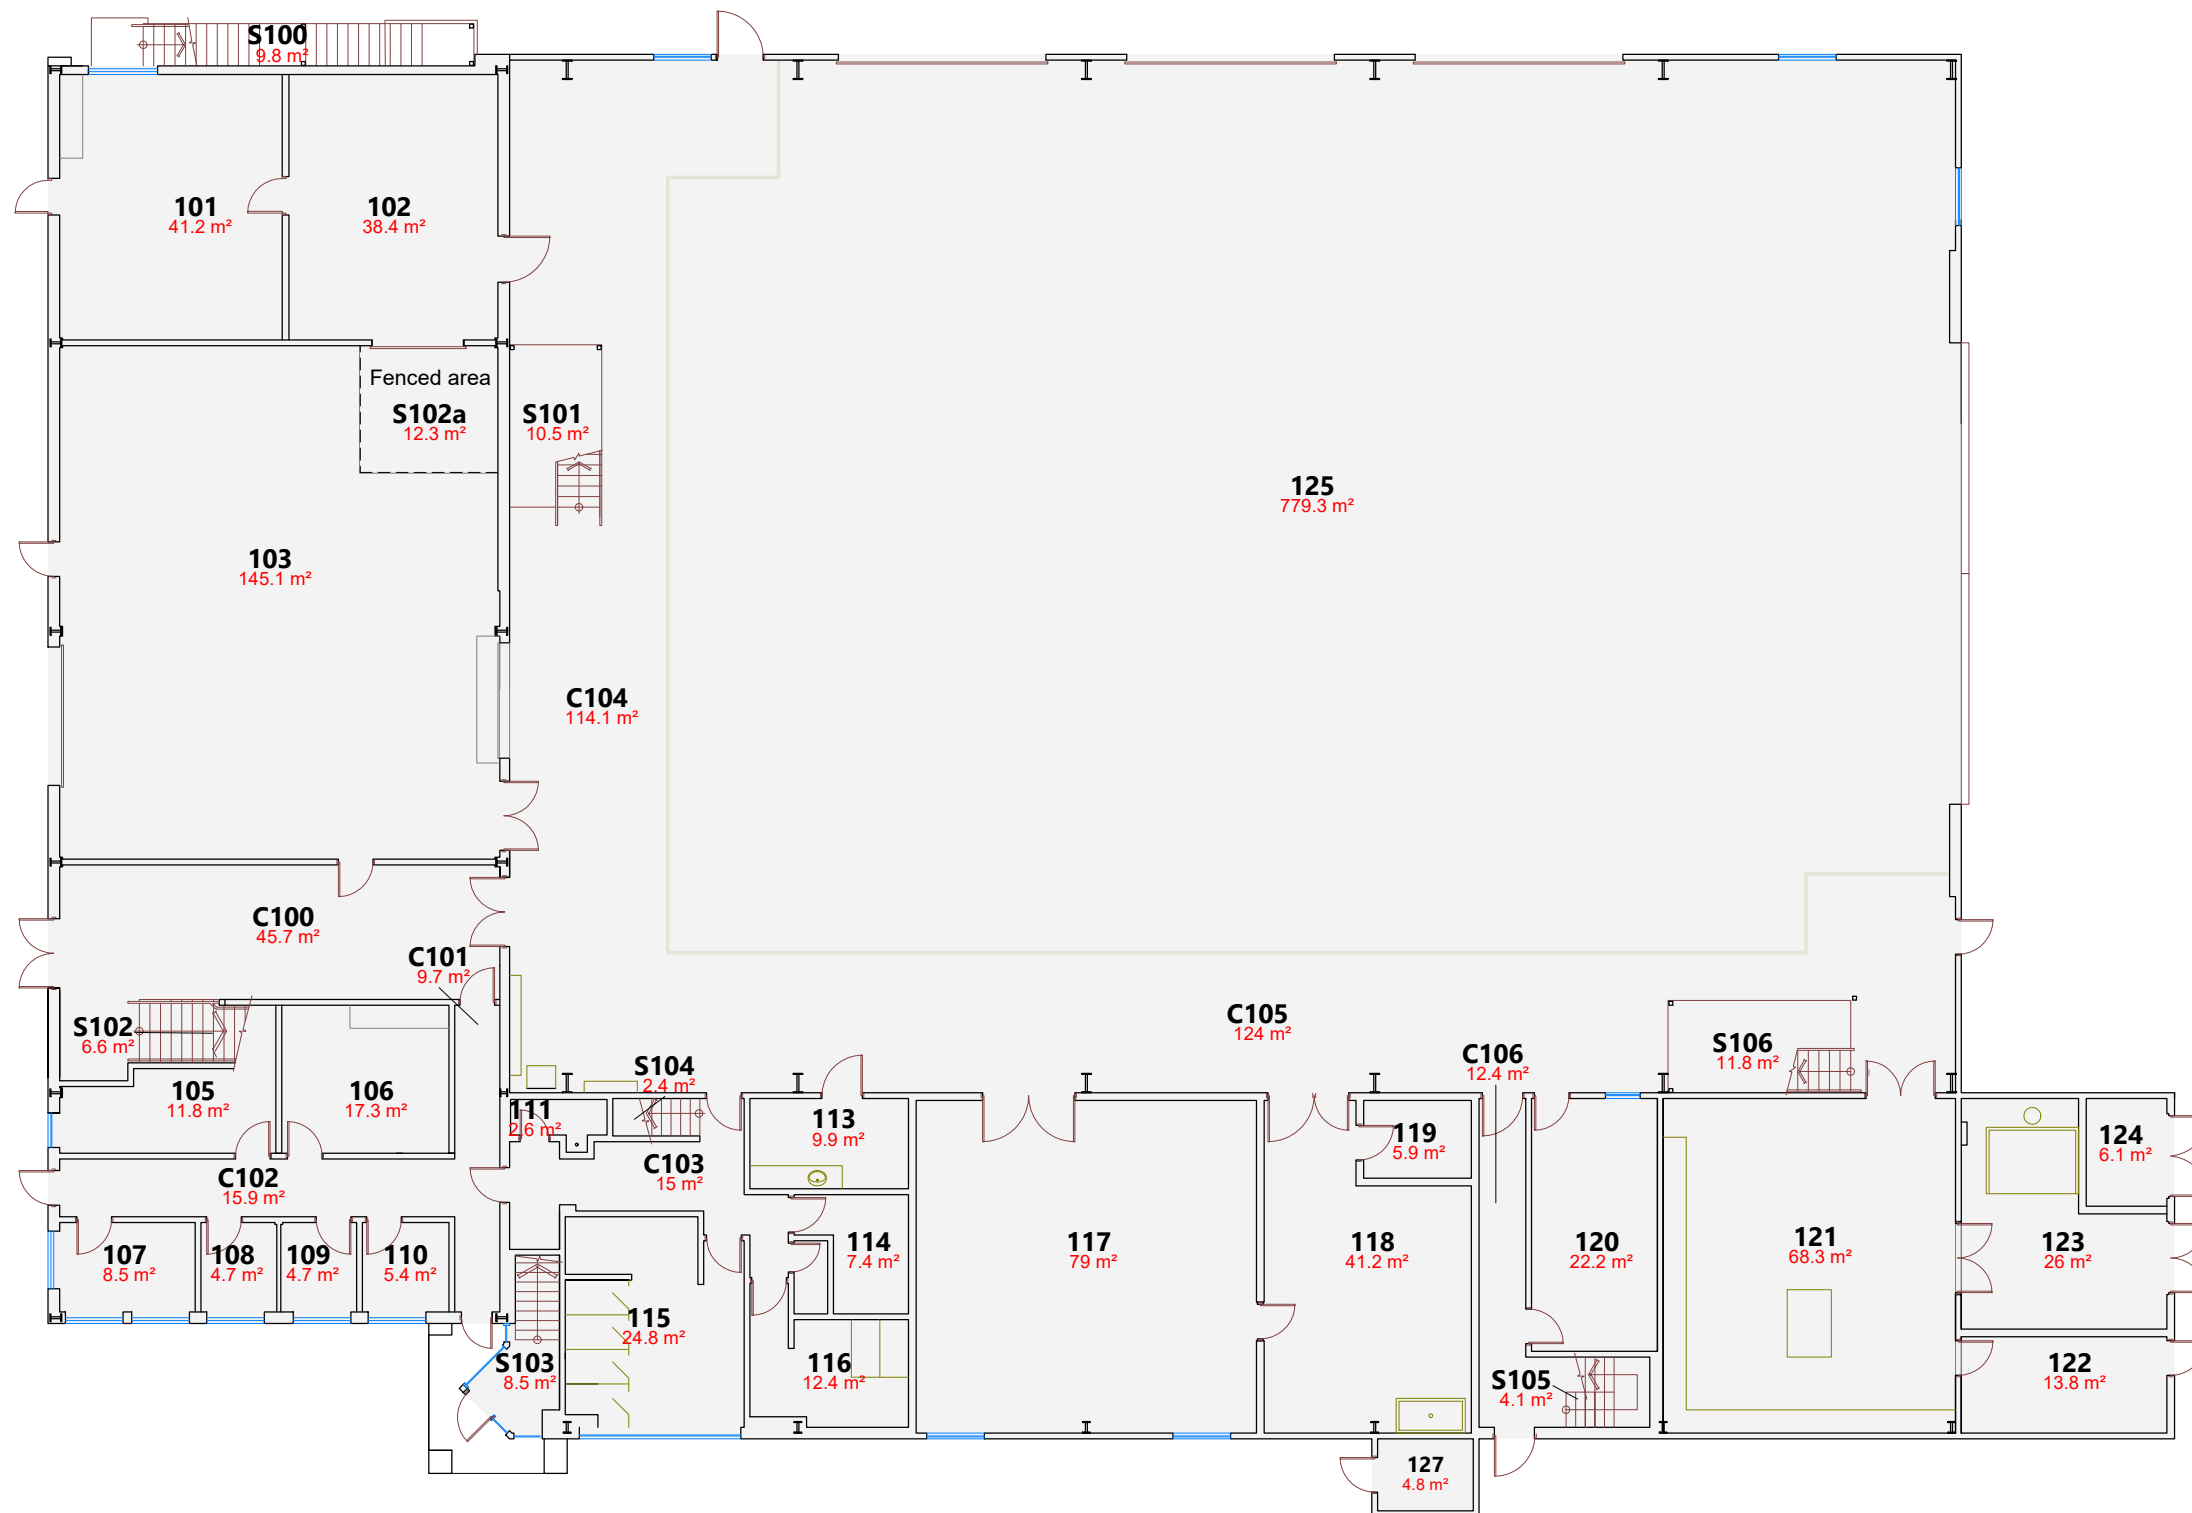 S100
9.8 m²
101
41.2 m²
102
38.4 m²
Fenced area
S102a
12.3 m²
S101
10.5 m²
125
779.3 m²
103
145.1 m²
C104
114.1 m²
C100
45.7 m²
C101
9.7 m²
C105
124 m²
S102
6.6 m²
S104
2.4 m²
C106
12.4 m²
S106
11.8 m²
105
11.8 m²
106
17.3 m²
111
2.6 m²
113
9.9 m²
119
5.9 m²
124
6.1 m²
C102
15.9 m²
C103
15 m²
107
8.5 m²
108
4.7 m²
109
4.7 m²
110
5.4 m²
114
7.4 m²
117
79 m²
118
41.2 m²
120
22.2 m²
121
68.3 m²
123
26 m²
115
24.8 m²
S103
8.5 m²
116
12.4 m²
S105
4.1 m²
122
13.8 m²
127
4.8 m²